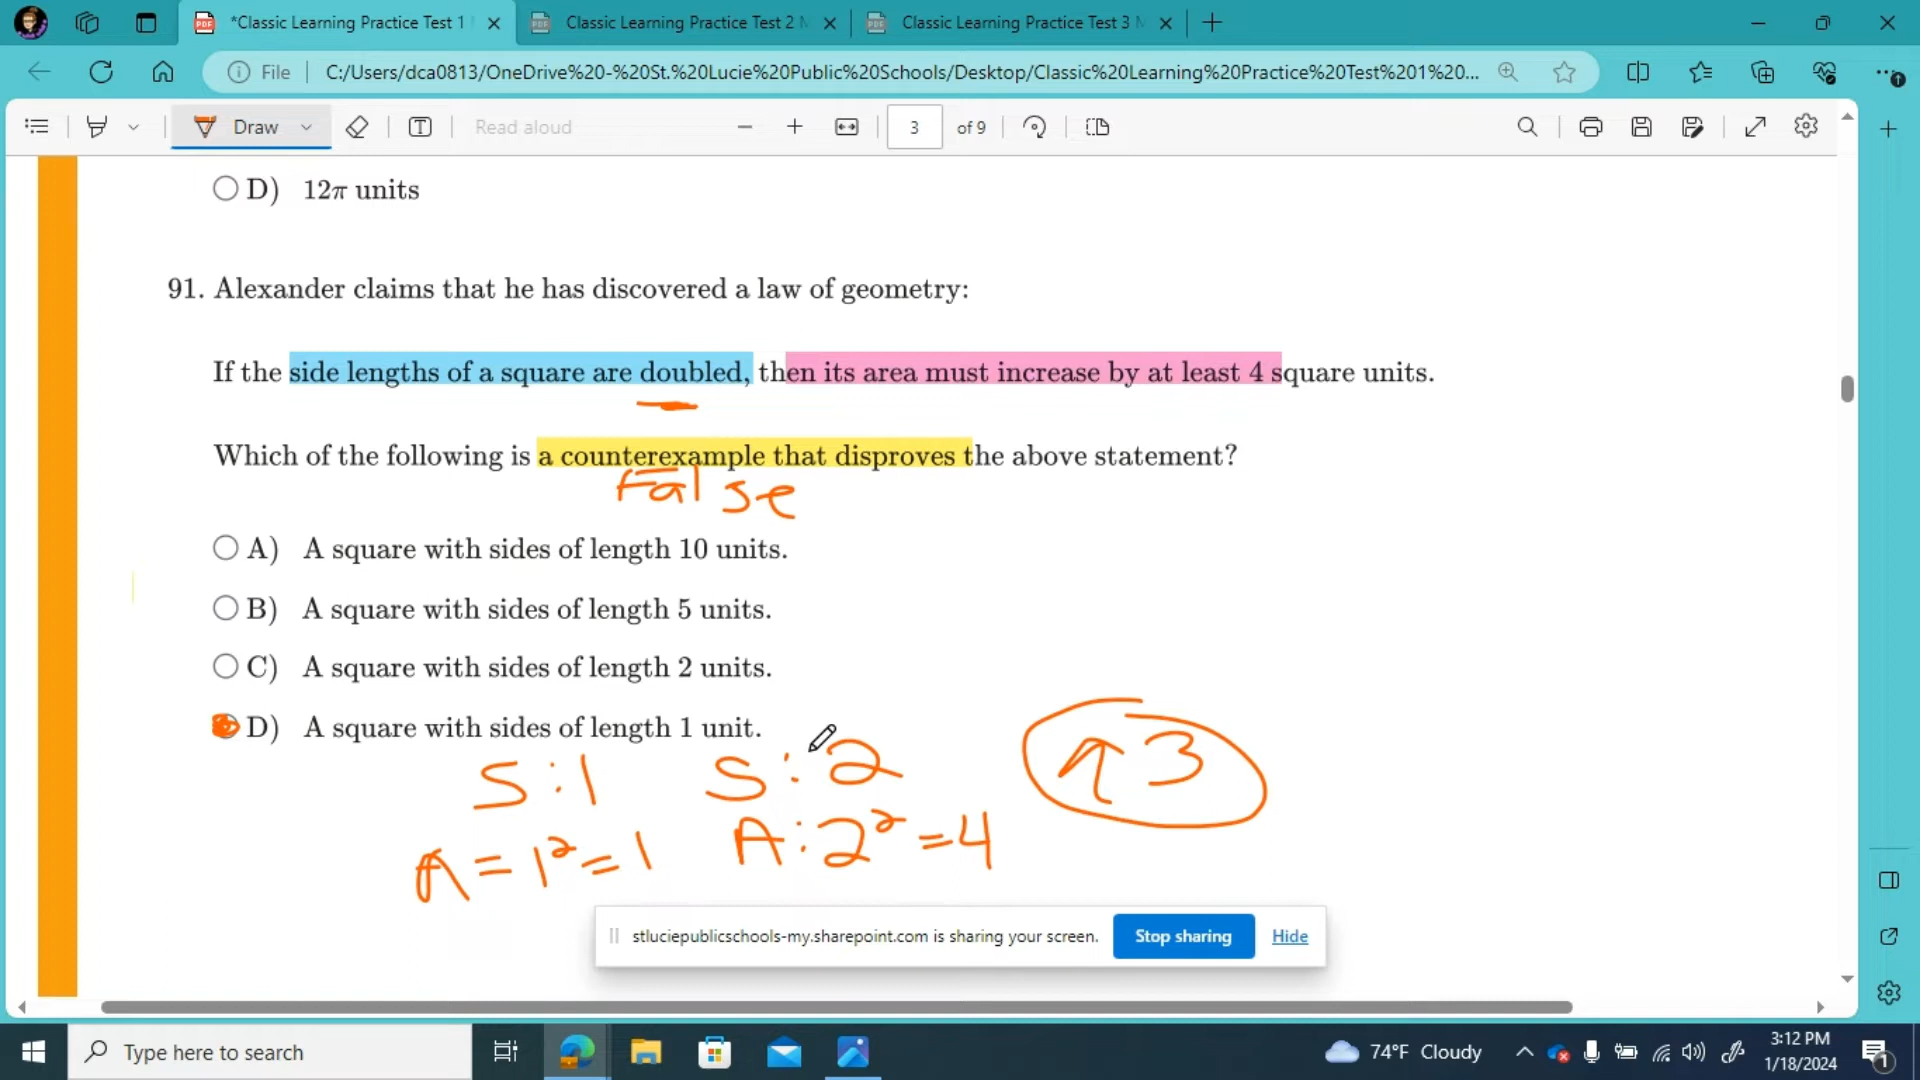 *Classic Learning Practice Test 1
Classic Learning Practice Test 2
Classic Learning Practice Test 3
File
C:/Users/dca0813/OneDrive%20-%20St.%20Lucie%20Public%20Schools/Desktop/Classic%20Learning%20Practice%20Test%201%20...
Draw
Read aloud
3 of 9
D) 12π units
91. Alexander claims that he has discovered a law of geometry:
If the side lengths of a square are doubled, then its area must increase by at least 4 square units.
Which of the following is a counterexample that disproves the above statement?
False
A) A square with sides of length 10 units.
B) A square with sides of length 5 units.
C) A square with sides of length 2 units.
D) A square with sides of length 1 unit.
S:1 S:2 ↑3
A=1²=1 A:2²=4
stluciepublicschools-my.sharepoint.com is sharing your screen. Stop sharing Hide
Type here to search
74°F Cloudy
3:12 PM
1/18/2024
1